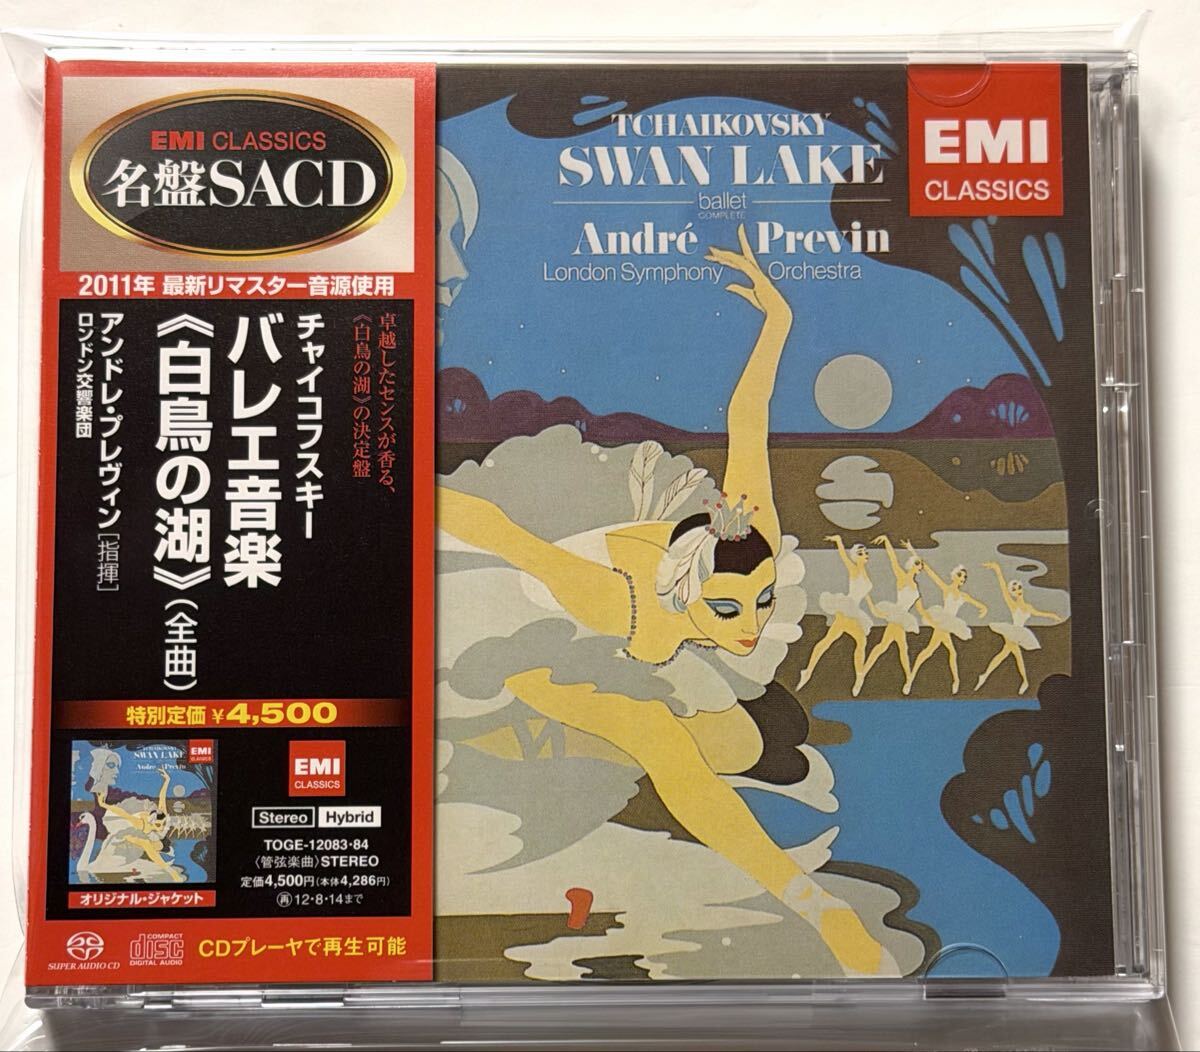 EMI CLASSICS
名盤SACD
2011年 最新リマスター音源使用
卓越したセンスが香る、
《白鳥の湖》の決定盤
チャイコフスキー
バレエ音楽
《白鳥の湖》(全曲)
アンドレ・プレヴィン[指揮]
ロンドン交響楽団
特別定価 ¥4,500
TCHAIKOVSKY
SWAN LAKE
André Previn
EMI
CLASSICS
オリジナル・ジャケット
EMI
CLASSICS
Stereo Hybrid
TOGE-12083・84
〈管弦楽曲〉STEREO
定価4,500円(本体4,286円)
再 12・8・14まで
SUPER AUDIO CD
COMPACT
disc
DIGITAL AUDIO
CDプレーヤで再生可能
TCHAIKOVSKY
SWAN LAKE
ballet
COMPLETE
André Previn
London Symphony Orchestra
EMI
CLASSICS